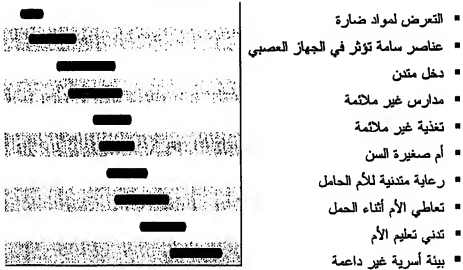 ▪ التعرض لمواد ضارة
▪ عناصر سامة تؤثر في الجهاز العصبي
▪ دخل متدن
▪ مدارس غير ملائمة
▪ تغذية غير ملائمة
▪ أم صغيرة السن
▪ رعاية متدنية للأم الحامل
▪ تعاطي الأم أثناء الحمل
▪ تدني تعليم الأم
▪ بيئة أسرية غير داعمة